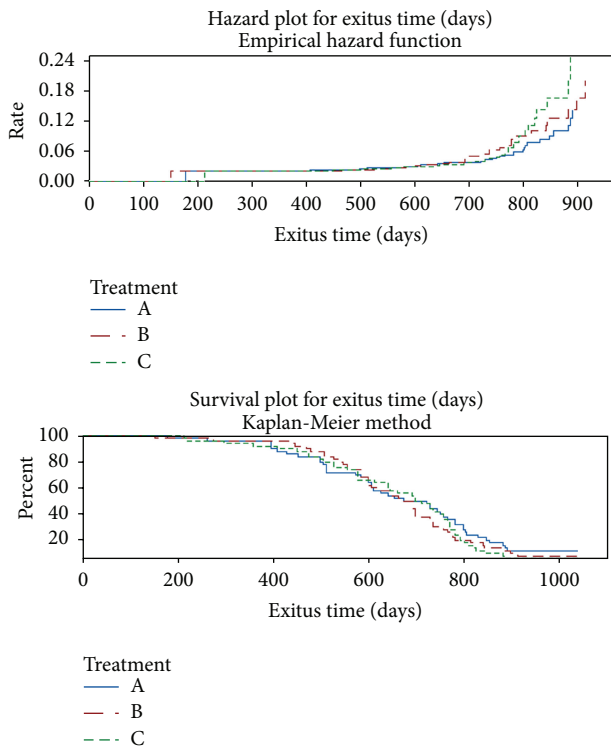 Hazard plot for exitus time (days)
Empirical hazard function
0.24
0.18
0.12
0.06
0.00
Rate
0 100 200 300 400 500 600 700 800 900
Exitus time (days)
Treatment
A
B
C
Survival plot for exitus time (days)
Kaplan-Meier method
100
80
60
40
20
Percent
0 200 400 600 800 1000
Exitus time (days)
Treatment
A
B
C